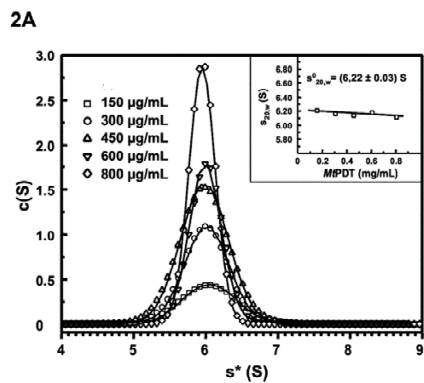 2A
c(S)
3.0
2.5
2.0
1.5
1.0
0.5
0
150 µg/mL
300 µg/mL
450 µg/mL
600 µg/mL
800 µg/mL
4 5 6 7 8 9
s* (S)
s20,w (S)
6.80
6.60
6.40
6.20
6.00
5.80
s⁰20,w= (6,22 ± 0.03) S
0 0.2 0.4 0.6 0.8
MtPDT (mg/mL)